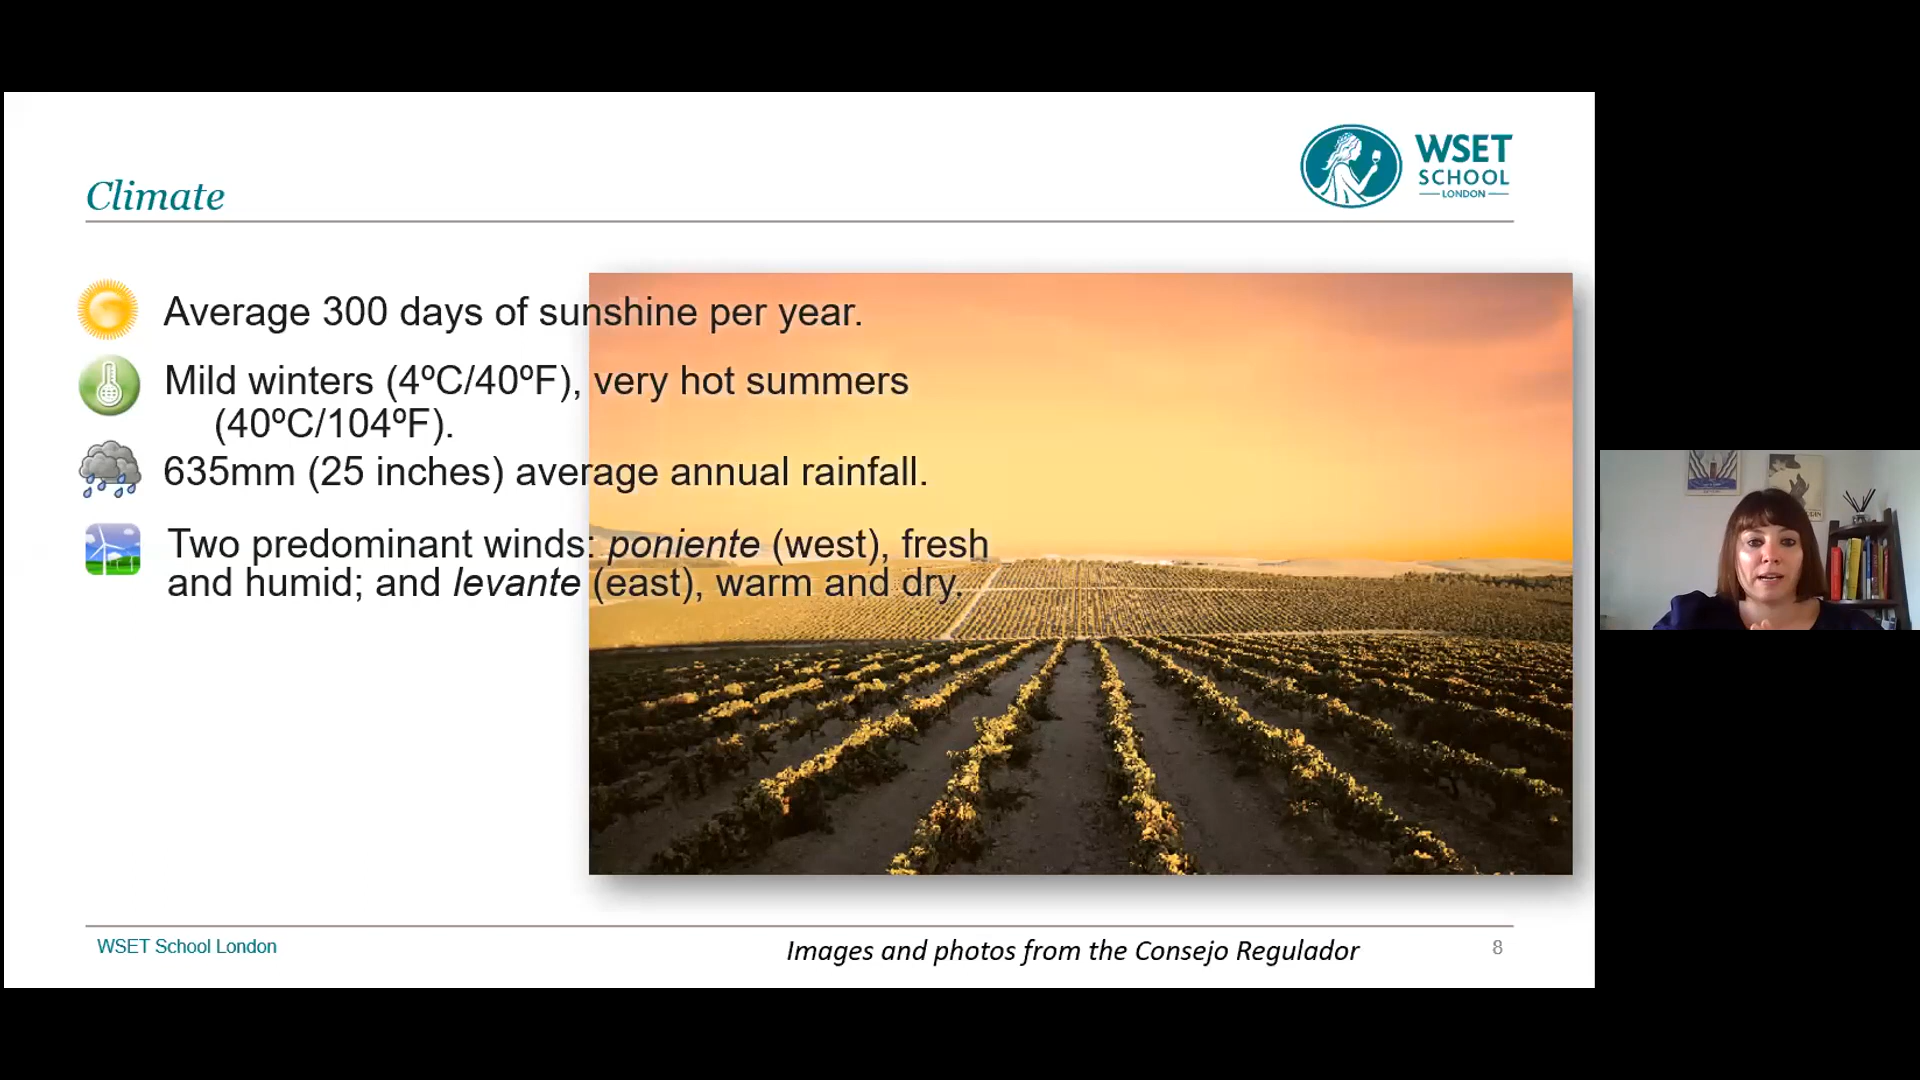 Climate
WSET
SCHOOL
LONDON
Average 300 days of sunshine per year.
Mild winters (4ºC/40ºF), very hot summers
(40ºC/104ºF).
635mm (25 inches) average annual rainfall.
Two predominant winds: poniente (west), fresh
and humid; and levante (east), warm and dry.
WSET School London
Images and photos from the Consejo Regulador
8